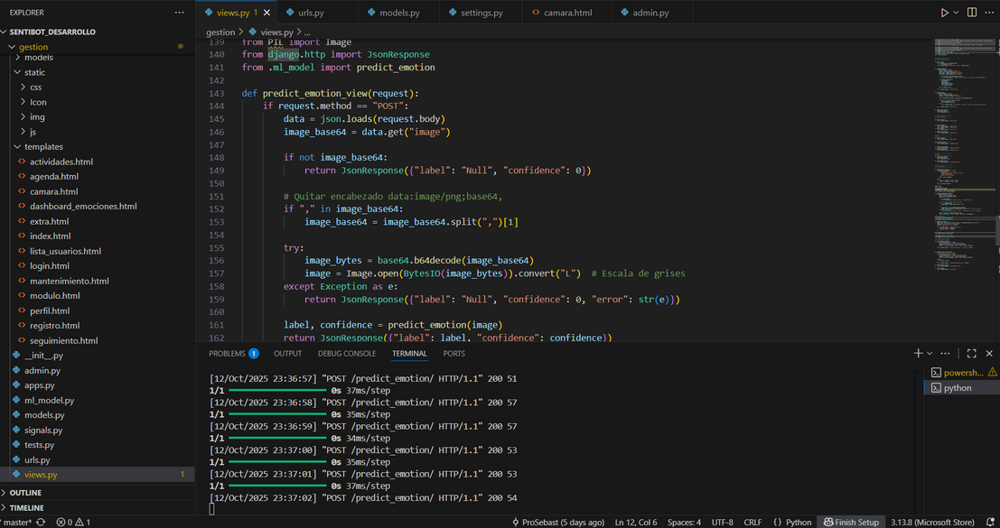 EXPLORER
SENTIBOT_DESARROLLO
gestion
models
static
css
Icon
img
js
templates
actividades.html
agenda.html
camara.html
dashboard_emociones.html
extra.html
index.html
lista_usuarios.html
login.html
mantenimiento.html
modulo.html
perfil.html
registro.html
seguimiento.html
__init__.py
admin.py
apps.py
ml_model.py
models.py
signals.py
tests.py
urls.py
views.py 1
OUTLINE
TIMELINE
views.py 1
urls.py
models.py
settings.py
camara.html
admin.py
gestion > views.py > ...
139 from PIL import Image
140 from django.http import JsonResponse
141 from .ml_model import predict_emotion
142
143 def predict_emotion_view(request):
144 if request.method == "POST":
145 data = json.loads(request.body)
146 image_base64 = data.get("image")
147
148 if not image_base64:
149 return JsonResponse({"label": "Null", "confidence": 0})
150
151 # Quitar encabezado data:image/png;base64,
152 if "," in image_base64:
153 image_base64 = image_base64.split(",")[1]
154
155 try:
156 image_bytes = base64.b64decode(image_base64)
157 image = Image.open(BytesIO(image_bytes)).convert("L") # Escala de grises
158 except Exception as e:
159 return JsonResponse({"label": "Null", "confidence": 0, "error": str(e)})
160
161 label, confidence = predict_emotion(image)
162 return JsonResponse({"label": label, "confidence": confidence})
PROBLEMS 1 OUTPUT DEBUG CONSOLE TERMINAL PORTS
[12/Oct/2025 23:36:57] "POST /predict_emotion/ HTTP/1.1" 200 51
1/1 0s 37ms/step
[12/Oct/2025 23:36:58] "POST /predict_emotion/ HTTP/1.1" 200 57
1/1 0s 35ms/step
[12/Oct/2025 23:36:59] "POST /predict_emotion/ HTTP/1.1" 200 57
1/1 0s 34ms/step
[12/Oct/2025 23:37:00] "POST /predict_emotion/ HTTP/1.1" 200 53
1/1 0s 35ms/step
[12/Oct/2025 23:37:01] "POST /predict_emotion/ HTTP/1.1" 200 53
1/1 0s 37ms/step
[12/Oct/2025 23:37:02] "POST /predict_emotion/ HTTP/1.1" 200 54
powersh...
python
master* 0 1 ProSebast (5 days ago) Ln 12, Col 6 Spaces: 4 UTF-8 CRLF {} Python Finish Setup 3.13.8 (Microsoft Store)